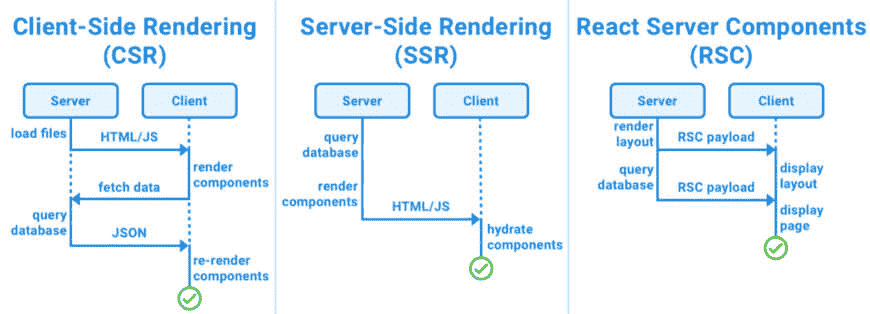 Client-Side Rendering
(CSR)
Server
Client
load files
HTML/JS
render
components
fetch data
query
database
JSON
re-render
components
Server-Side Rendering
(SSR)
Server
Client
query
database
render
components
HTML/JS
hydrate
components
React Server Components
(RSC)
Server
Client
render
layout
RSC payload
query
database
display
layout
RSC payload
display
page